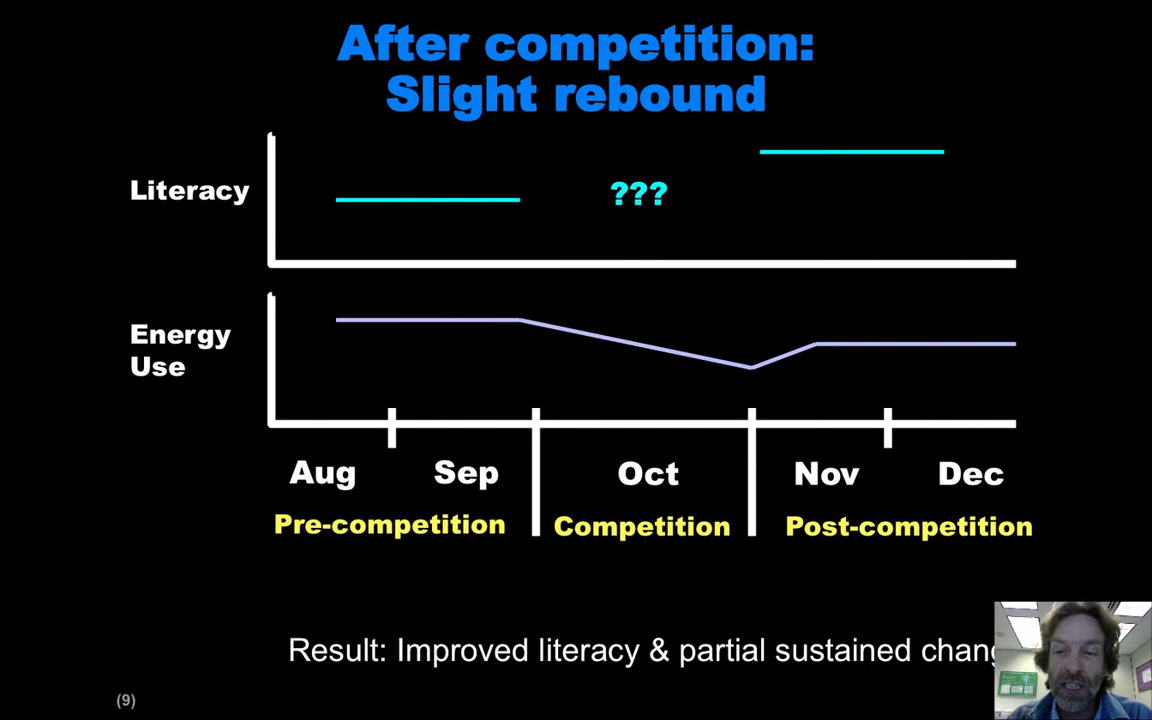 After competition:
Slight rebound
Literacy
???
Energy
Use
Aug Sep Oct Nov Dec
Pre-competition Competition Post-competition
Result: Improved literacy & partial sustained
(9)